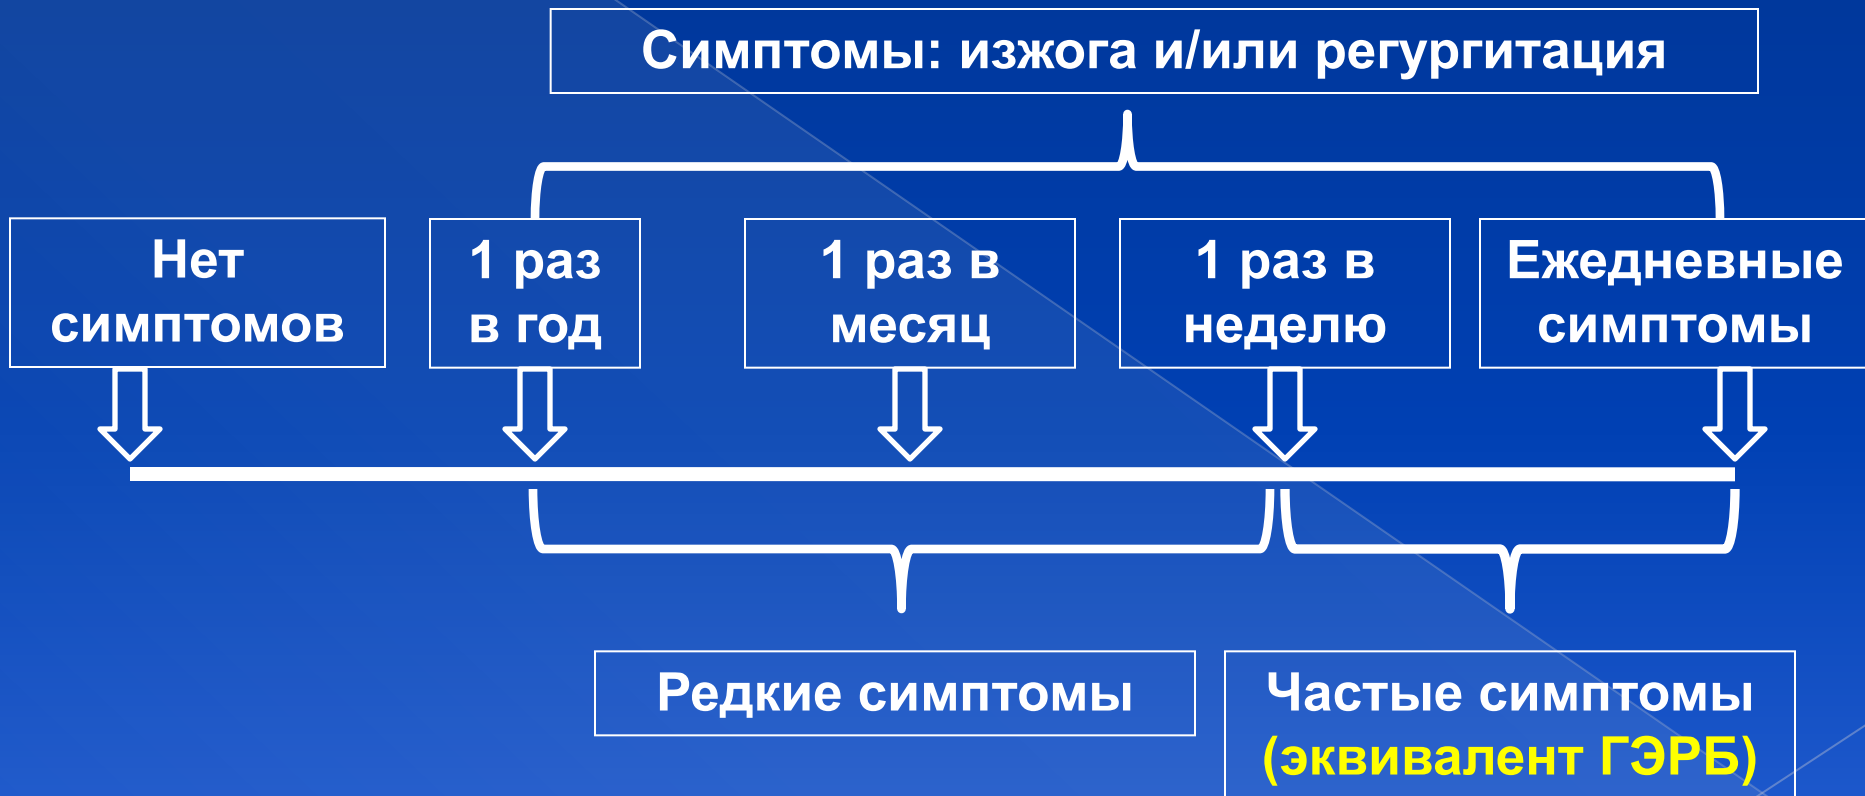 Симптомы: изжога и/или регургитация
Нет
симптомов
1 раз
в год
1 раз в
месяц
1 раз в
неделю
Ежедневные
симптомы
Редкие симптомы
Частые симптомы
(эквивалент ГЭРБ)